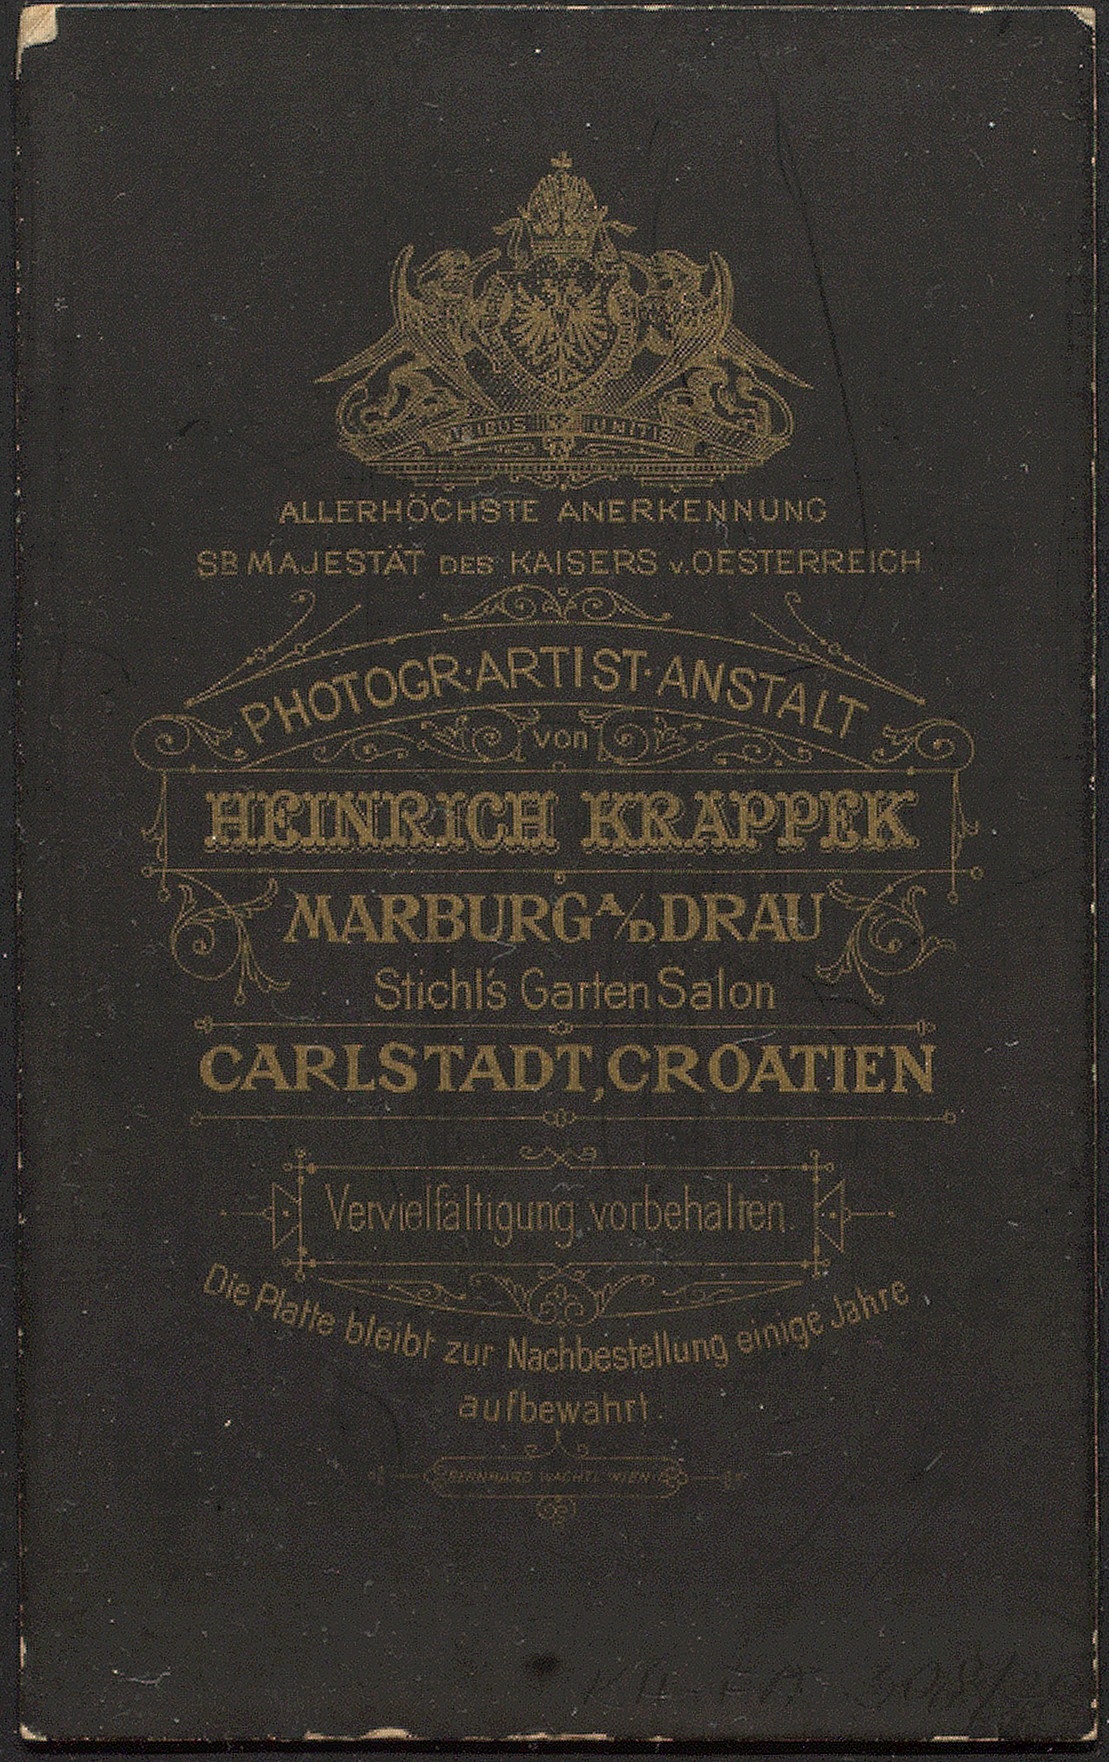 VIRIBUS UNITIS
ALLERHÖCHSTE ANERKENNUNG
SR MAJESTÄT DES KAISERS v. OESTERREICH
PHOTOGR·ARTIST·ANSTALT
von
HEINRICH KRAPPEK
MARBURG A/D DRAU
Stichl's Garten Salon
CARLSTADT, CROATIEN
Vervielfältigung vorbehalten.
Die Platte bleibt zur Nachbestellung einige Jahre
aufbewahrt.
BERNHARD WACHTL WIEN